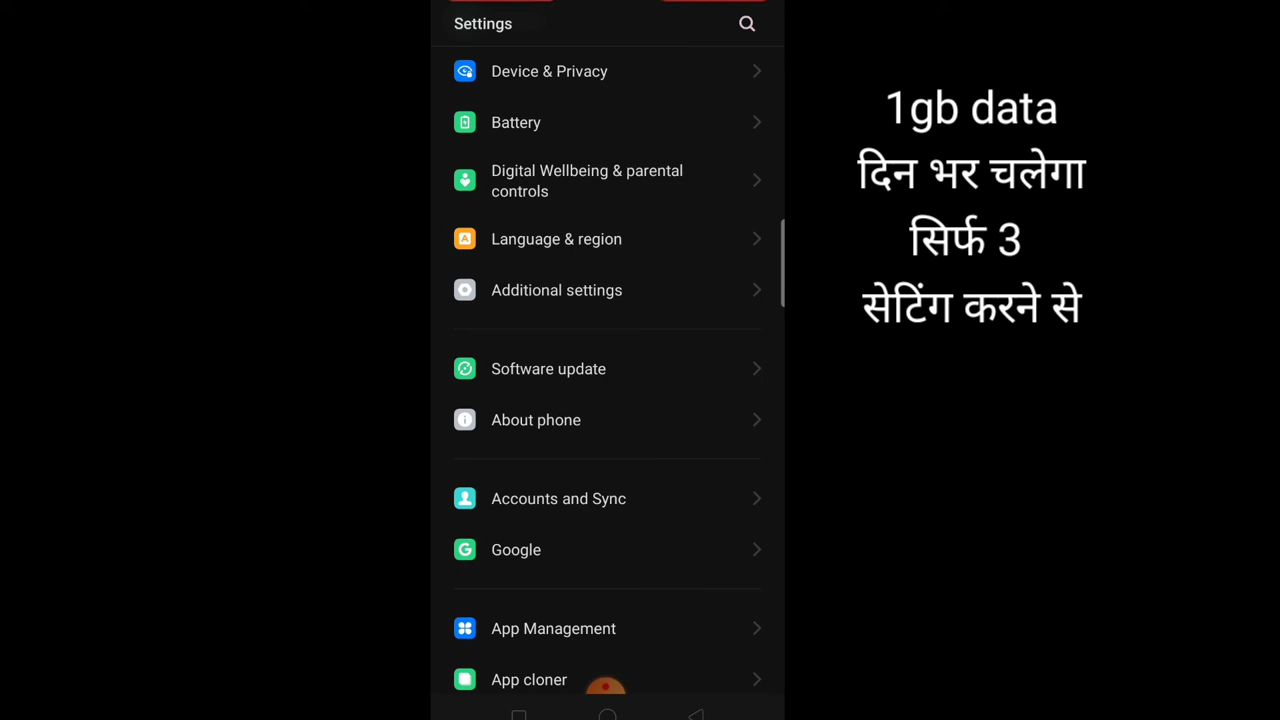 Settings
Device & Privacy
Battery
Digital Wellbeing & parental
controls
Language & region
Additional settings
Software update
About phone
Accounts and Sync
Google
App Management
App cloner
1gb data
दिन भर चलेगा
सिर्फ 3
सेटिंग करने से